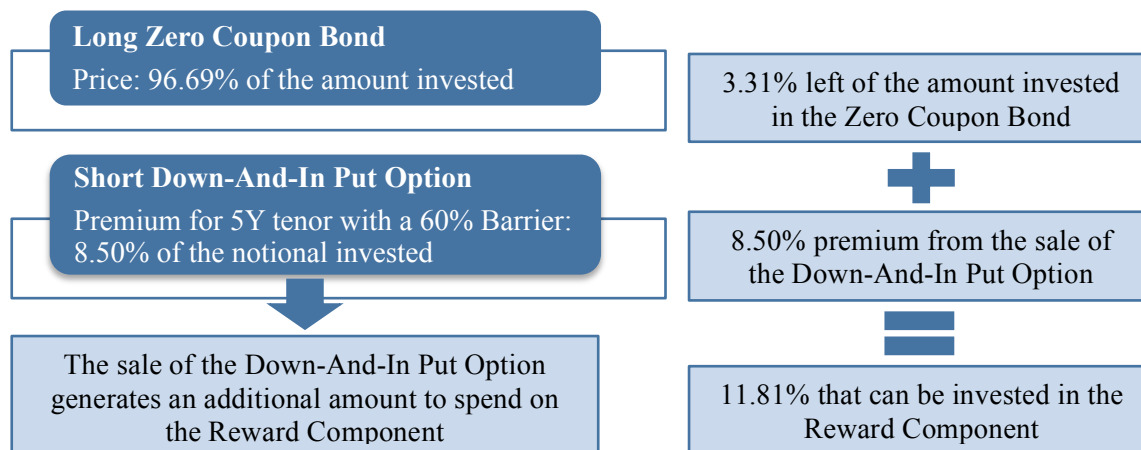 Long Zero Coupon Bond
Price: 96.69% of the amount invested
Short Down-And-In Put Option
Premium for 5Y tenor with a 60% Barrier:
8.50% of the notional invested
The sale of the Down-And-In Put Option
generates an additional amount to spend on
the Reward Component
3.31% left of the amount invested
in the Zero Coupon Bond
8.50% premium from the sale of
the Down-And-In Put Option
11.81% that can be invested in the
Reward Component